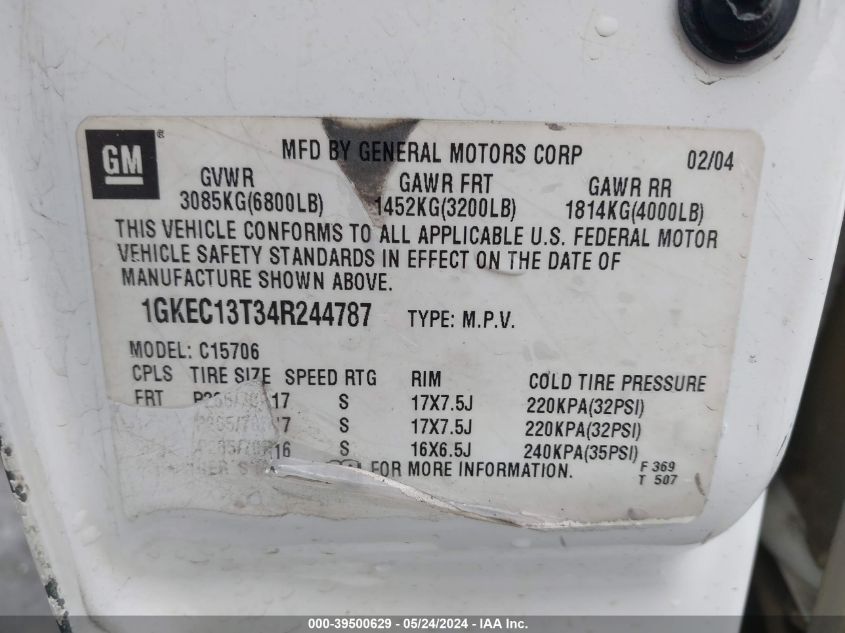 GM
®
MFD BY GENERAL MOTORS CORP 02/04
GVWR GAWR FRT GAWR RR
3085KG(6800LB) 1452KG(3200LB) 1814KG(4000LB)
THIS VEHICLE CONFORMS TO ALL APPLICABLE U.S. FEDERAL MOTOR
VEHICLE SAFETY STANDARDS IN EFFECT ON THE DATE OF
MANUFACTURE SHOWN ABOVE.
1GKEC13T34R244787 TYPE: M.P.V.
MODEL: C15706
CPLS TIRE SIZE SPEED RTG RIM COLD TIRE PRESSURE
FRT P265/70R17 S 17X7.5J 220KPA(32PSI)
P265/70R17 S 17X7.5J 220KPA(32PSI)
S 16X6.5J 240KPA(35PSI)
FOR MORE INFORMATION.
F 369
T 507
000-39500629 - 05/24/2024 - IAA Inc.